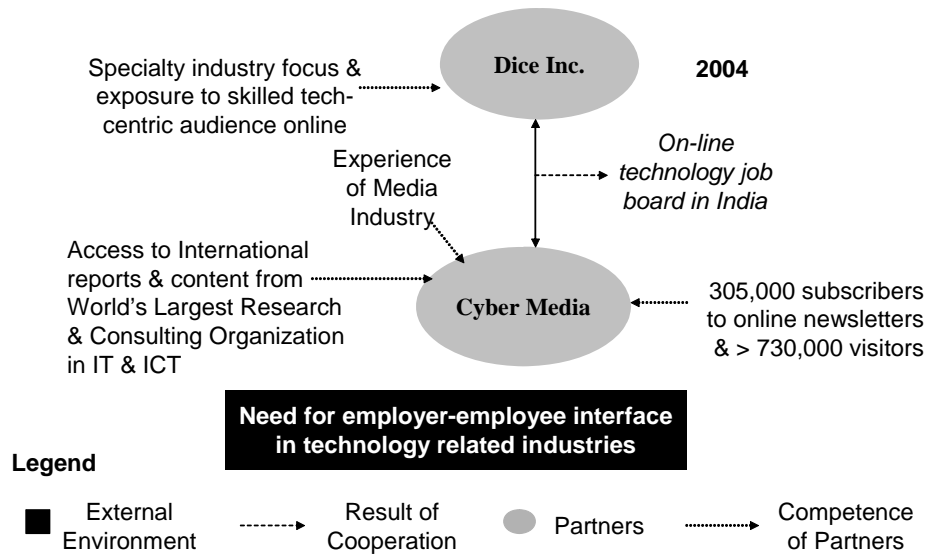 Dice Inc.
2004
Specialty industry focus &
exposure to skilled tech-
centric audience online
On-line
technology job
board in India
Experience
of Media
Industry
Access to International
reports & content from
World's Largest Research
& Consulting Organization
in IT & ICT
Cyber Media
305,000 subscribers
to online newsletters
& > 730,000 visitors
Need for employer-employee interface
in technology related industries
Legend
External
Environment
Result of
Cooperation
Partners
Competence
of Partners